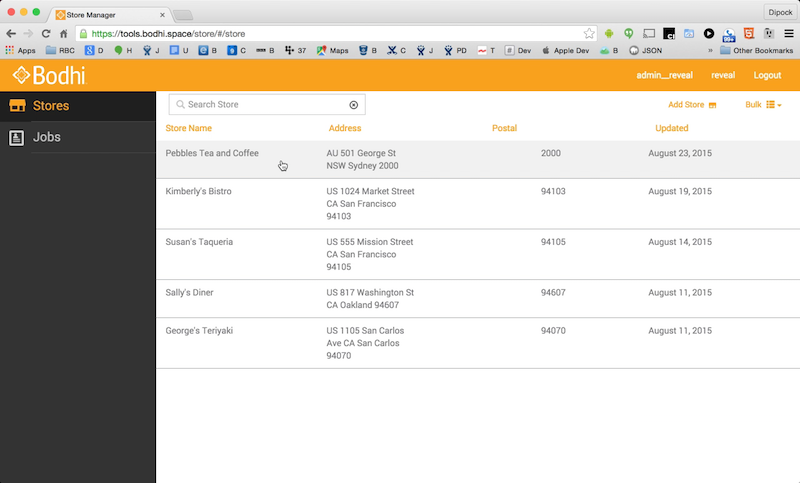 Store Manager
Dipock
https://tools.bodhi.space/store/#/store
Apps RBC D H J U B C B 37 Maps B C J PD T # Dev Apple Dev C JSON » Other Bookmarks
Bodhi
admin__reveal reveal Logout
Stores
Jobs
Search Store
Add Store
Bulk
Store Name Address Postal Updated
Pebbles Tea and Coffee AU 501 George St 2000 August 23, 2015
NSW Sydney 2000
Kimberly's Bistro US 1024 Market Street 94103 August 19, 2015
CA San Francisco
94103
Susan's Taqueria US 555 Mission Street 94105 August 14, 2015
CA San Francisco
94105
Sally's Diner US 817 Washington St 94607 August 11, 2015
CA Oakland 94607
George's Teriyaki US 1105 San Carlos 94070 August 11, 2015
Ave CA San Carlos
94070